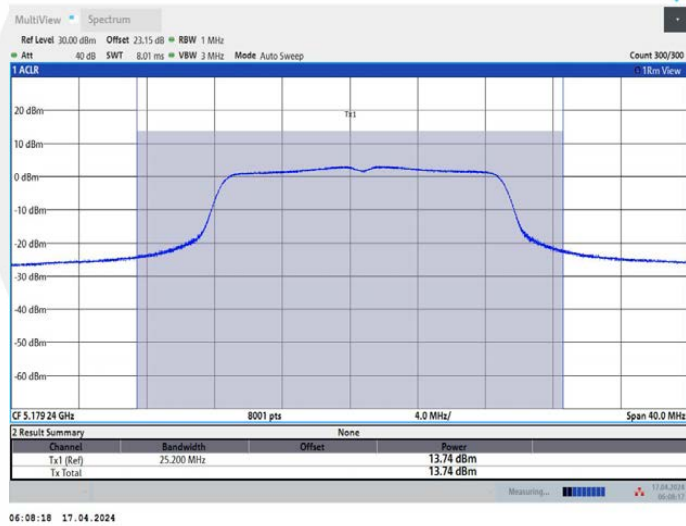 MultiView Spectrum
Ref Level 30.00 dBm Offset 23.15 dB RBW 1 MHz
Att 40 dB SWT 8.01 ms VBW 3 MHz Mode Auto Sweep Count 300/300
1 ACLR 1Rm View
20 dBm
Tx1
10 dBm
0 dBm
-10 dBm
-20 dBm
-30 dBm
-40 dBm
-50 dBm
-60 dBm
CF 5.179 24 GHz 8001 pts 4.0 MHz/ Span 40.0 MHz
2 Result Summary None
Channel Bandwidth Offset Power
Tx1 (Ref) 25.200 MHz 13.74 dBm
Tx Total 13.74 dBm
Measuring... 17.04.2024
06:08:17
06:08:18 17.04.2024